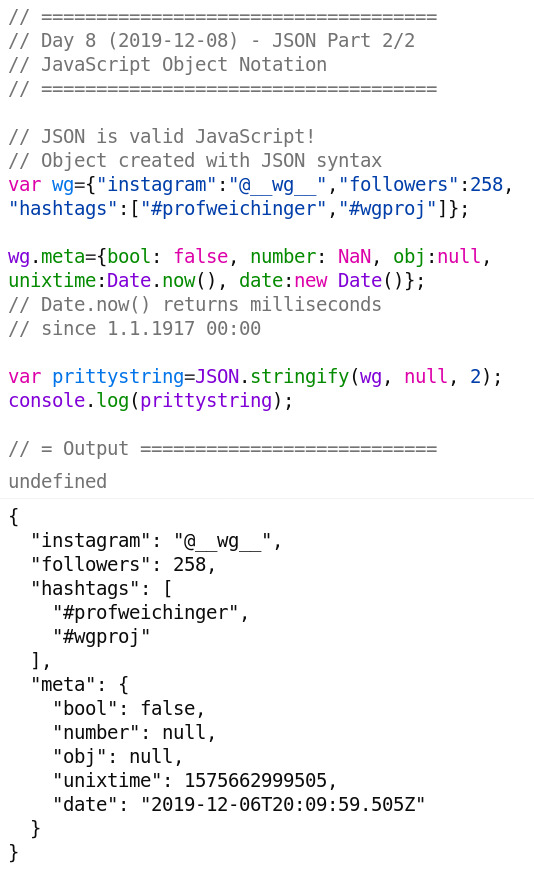 // ====================================
// Day 8 (2019-12-08) - JSON Part 2/2
// JavaScript Object Notation
// ====================================
// JSON is valid JavaScript!
// Object created with JSON syntax
var wg={"instagram":"@__wg__","followers":258,
"hashtags":["#profweichinger","#wgproj"]};
wg.meta={bool: false, number: NaN, obj:null,
unixtime:Date.now(), date:new Date()};
// Date.now() returns milliseconds
// since 1.1.1917 00:00
var prittystring=JSON.stringify(wg, null, 2);
console.log(prittystring);
// = Output ===========================
undefined
{
  "instagram": "@__wg__",
  "followers": 258,
  "hashtags": [
    "#profweichinger",
    "#wgproj"
  ],
  "meta": {
    "bool": false,
    "number": null,
    "obj": null,
    "unixtime": 1575662999505,
    "date": "2019-12-06T20:09:59.505Z"
  }
}